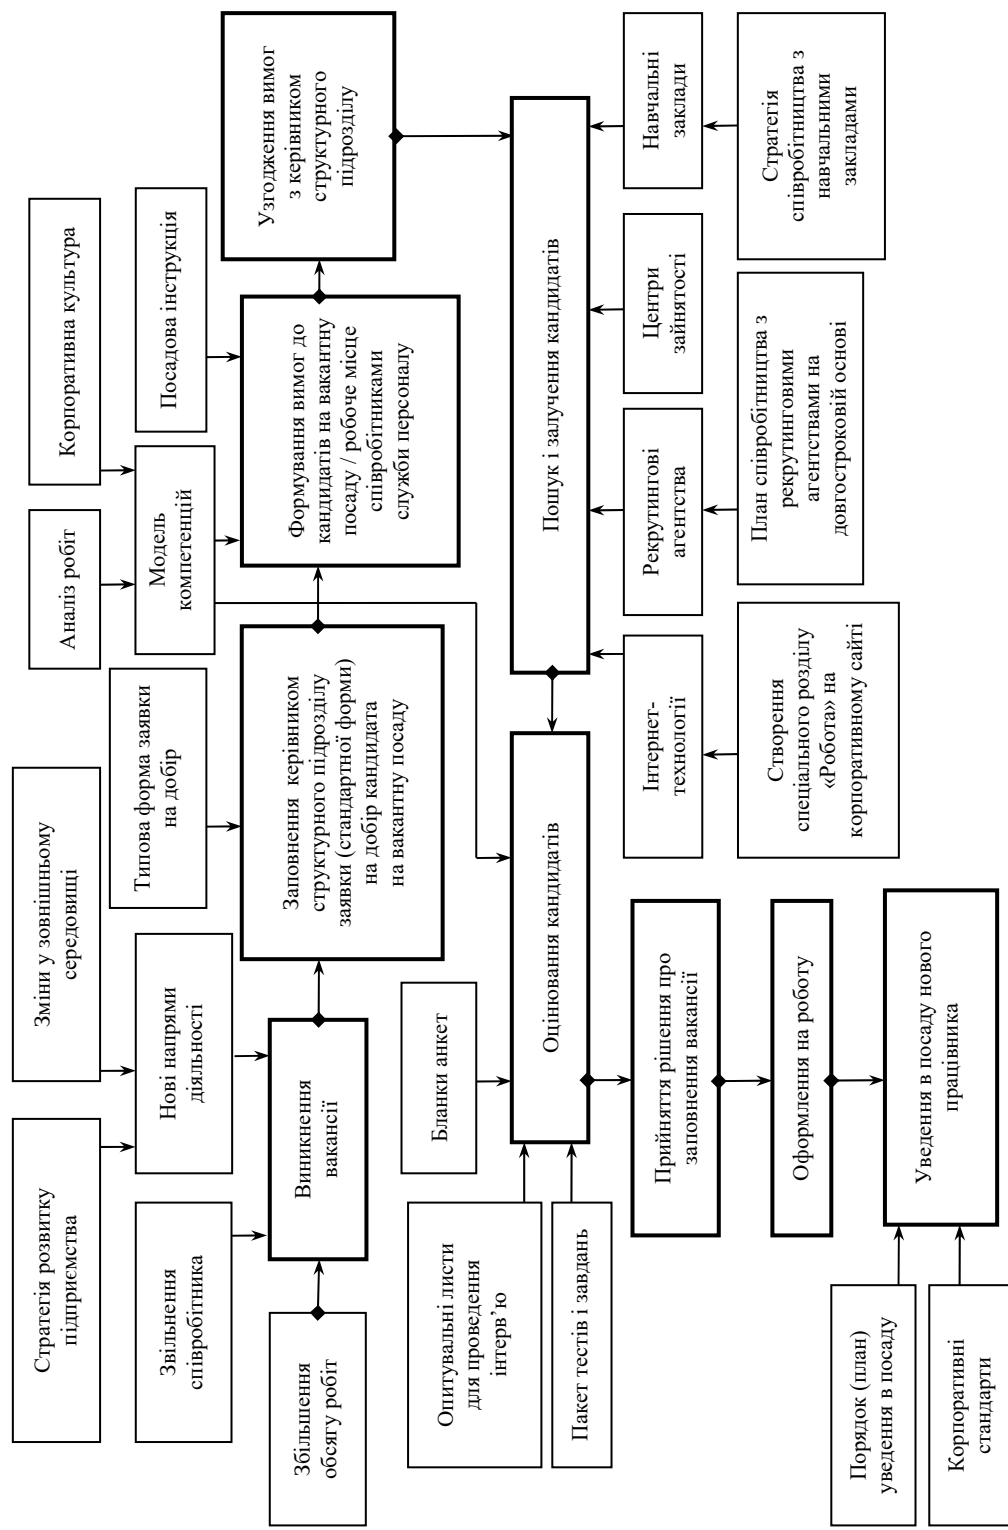 Стратегія розвитку
підприємства
Зміни у зовнішньому
середовищі
Аналіз робіт
Корпоративна культура
Звільнення
співробітника
Нові напрями
діяльності
Типова форма заявки
на добір
Модель
компетенцій
Посадова інструкція
Збільшення
обсягу робіт
Виникнення
вакансії
Заповнення керівником
структурного підрозділу
заявки (стандартної форми)
на добір кандидата
на вакантну посаду
Формування вимог до
кандидатів на вакантну
посаду / робоче місце
співробітниками
служби персоналу
Узгодження вимог
з керівником
структурного
підрозділу
Опитувальні листи
для проведення
інтерв’ю
Бланки анкет
Пакет тестів і завдань
Оцінювання кандидатів
Пошук і залучення кандидатів
Прийняття рішення про
заповнення вакансії
Інтернет-
технології
Рекрутингові
агентства
Центри
зайнятості
Навчальні
заклади
Оформлення на роботу
Створення
спеціального розділу
«Робота» на
корпоративному сайті
План співробітництва з
рекрутинговими
агентствами на
довгостроковій основі
Стратегія
співробітництва з
навчальними
закладами
Порядок (план)
уведення в посаду
Уведення в посаду нового
працівника
Корпоративні
стандарти